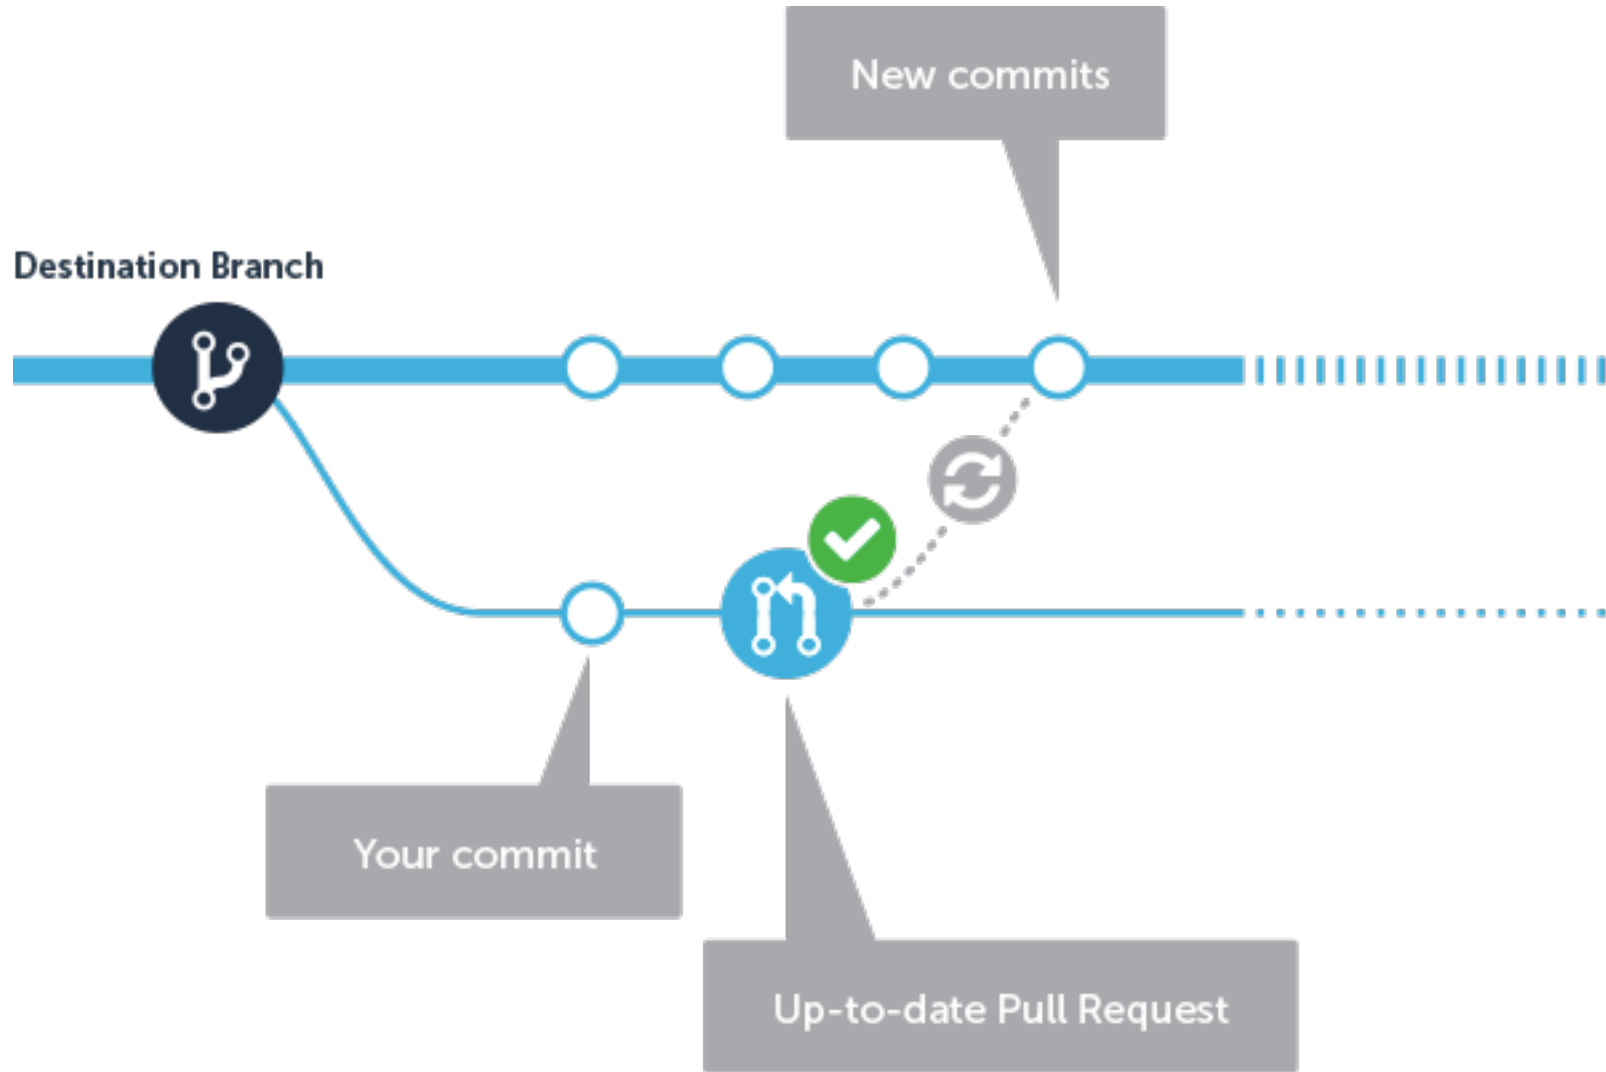 New commits
Destination Branch
Your commit
Up-to-date Pull Request